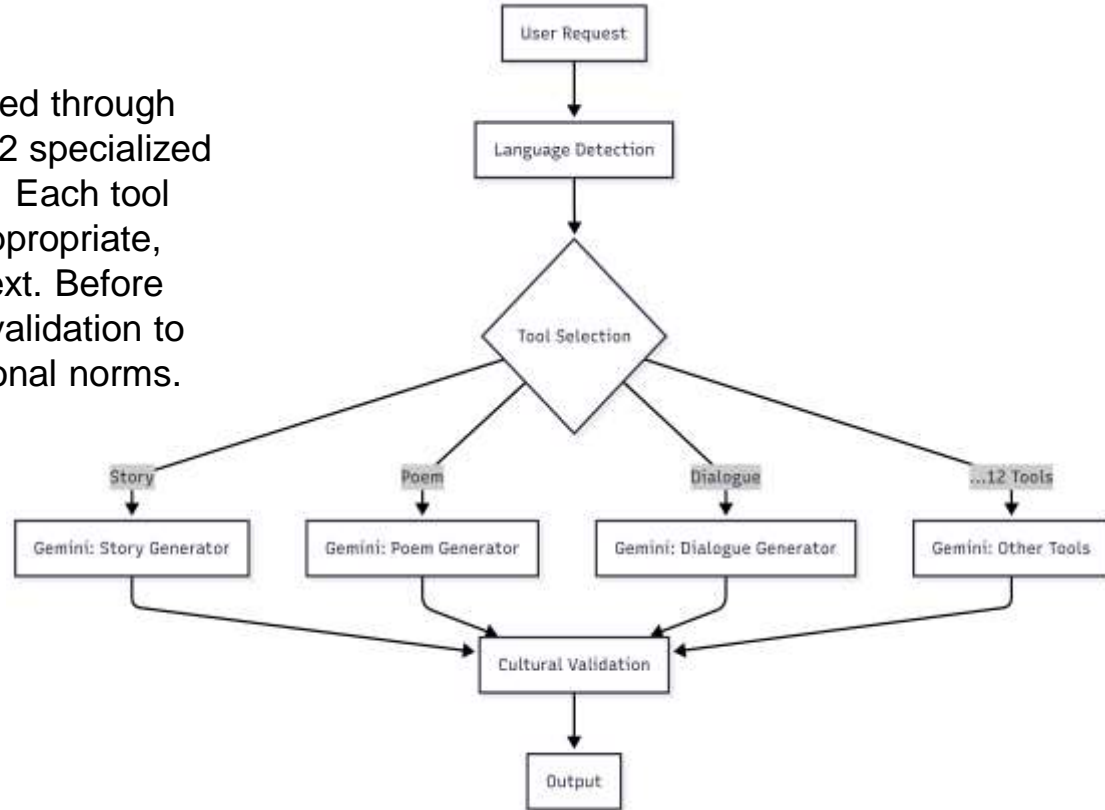 ed through
2 specialized
. Each tool
ppropriate,
ext. Before
validation to
onal norms.
User Request
Language Detection
Tool Selection
Story
Poem
Dialogue
...12 Tools
Gemini: Story Generator
Gemini: Poem Generator
Gemini: Dialogue Generator
Gemini: Other Tools
Cultural Validation
Output